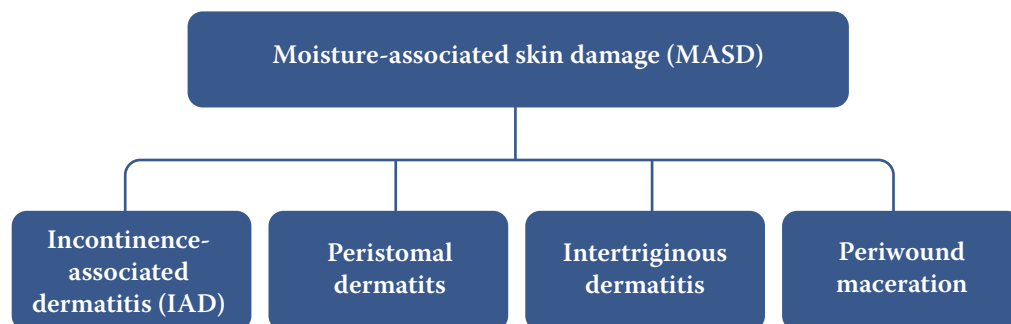 Moisture-associated skin damage (MASD)
Incontinence-
associated
dermatitis (IAD)
Peristomal
dermatits
Intertriginous
dermatitis
Periwound
maceration